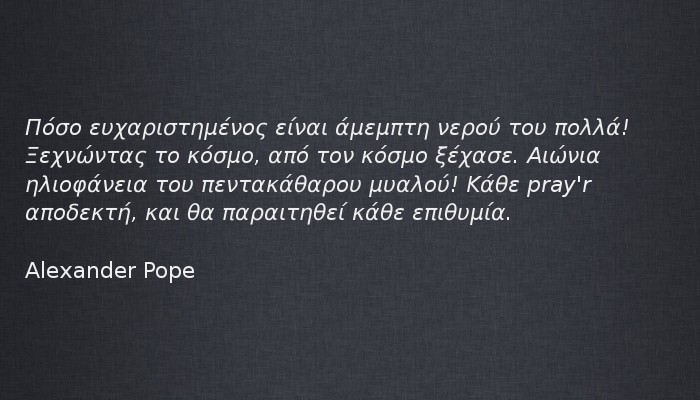 Πόσο ευχαριστημένος είναι άμεμπτη νερού του πολλά!
Ξεχνώντας το κόσμο, από τον κόσμο ξέχασε. Αιώνια
ηλιοφάνεια του πεντακάθαρου μυαλού! Κάθε pray'r
αποδεκτή, και θα παραιτηθεί κάθε επιθυμία.
Alexander Pope